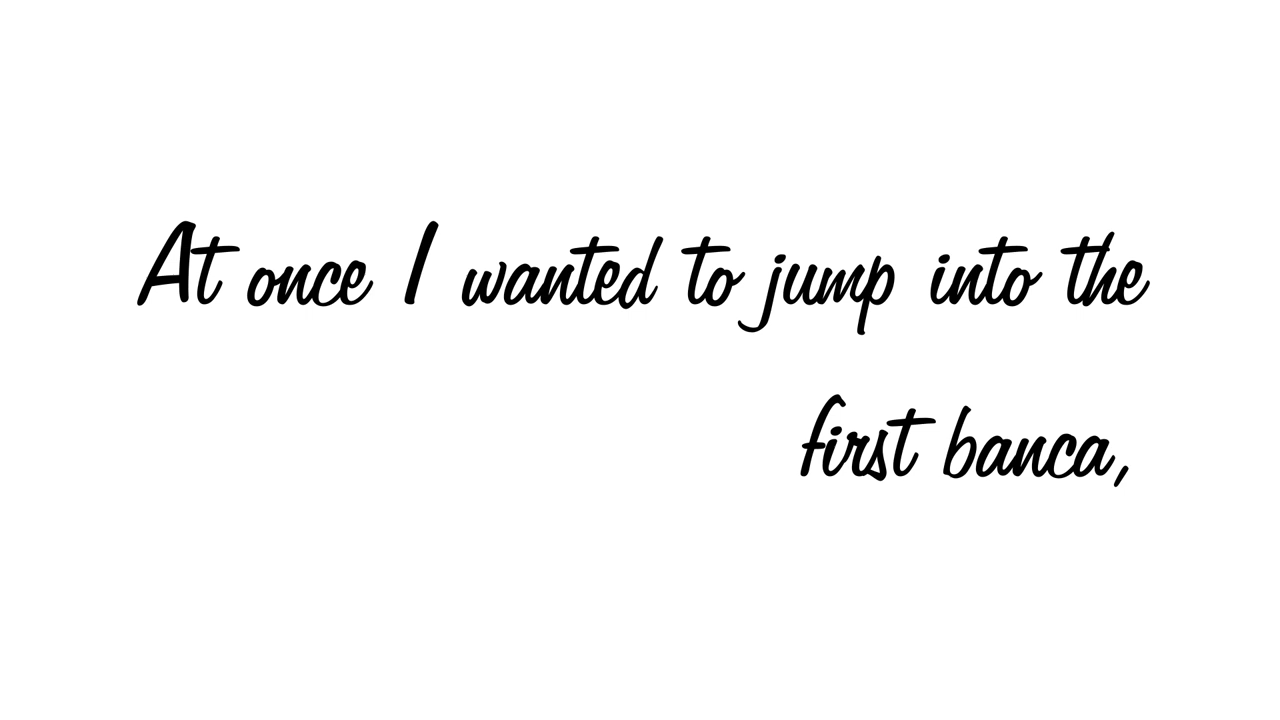 At once I wanted to jump into the
first banca,